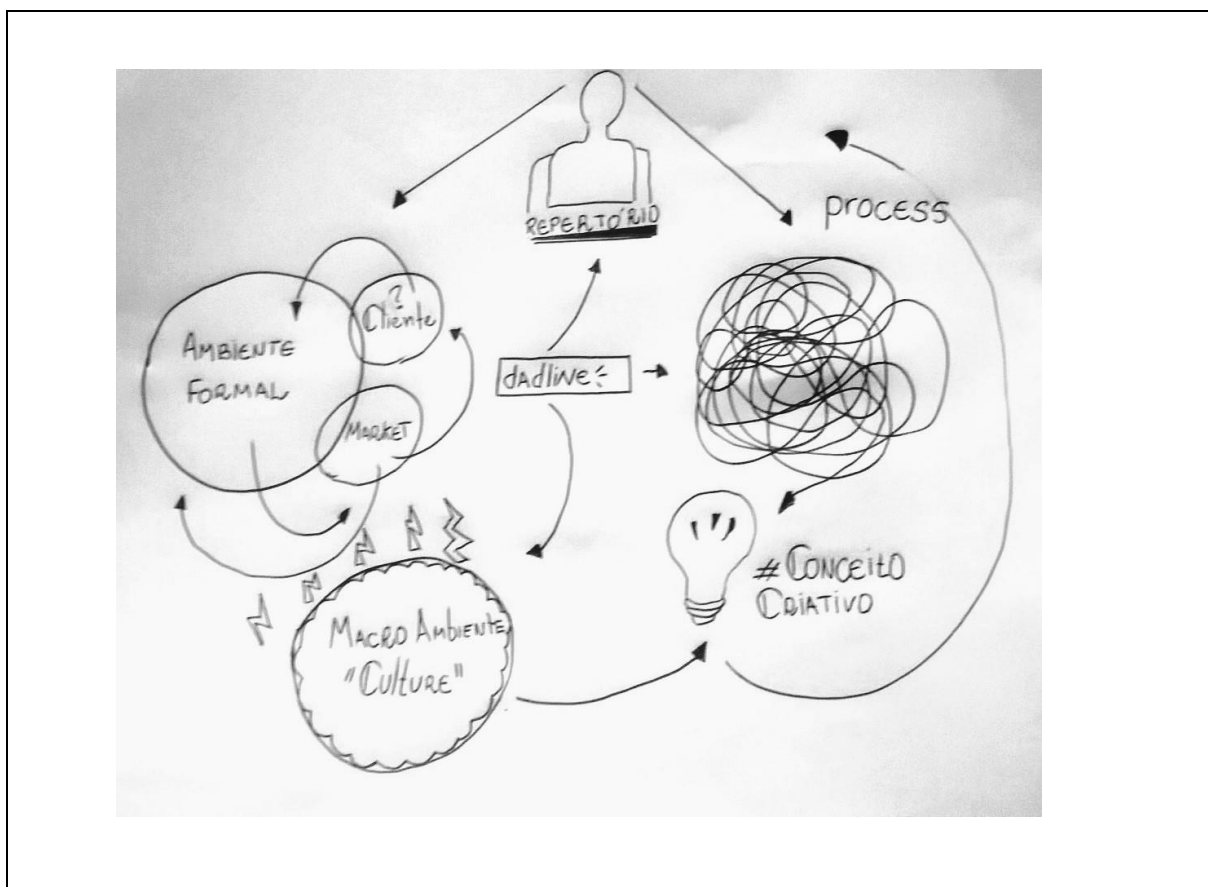 REPERTÓRIO
process
?
Cliente
AMBIENTE
FORMAL
MARKET
dAdliNE:
MACRO AMBIENTE
"CultuRE"
# CONCEitO
CRIATIVO